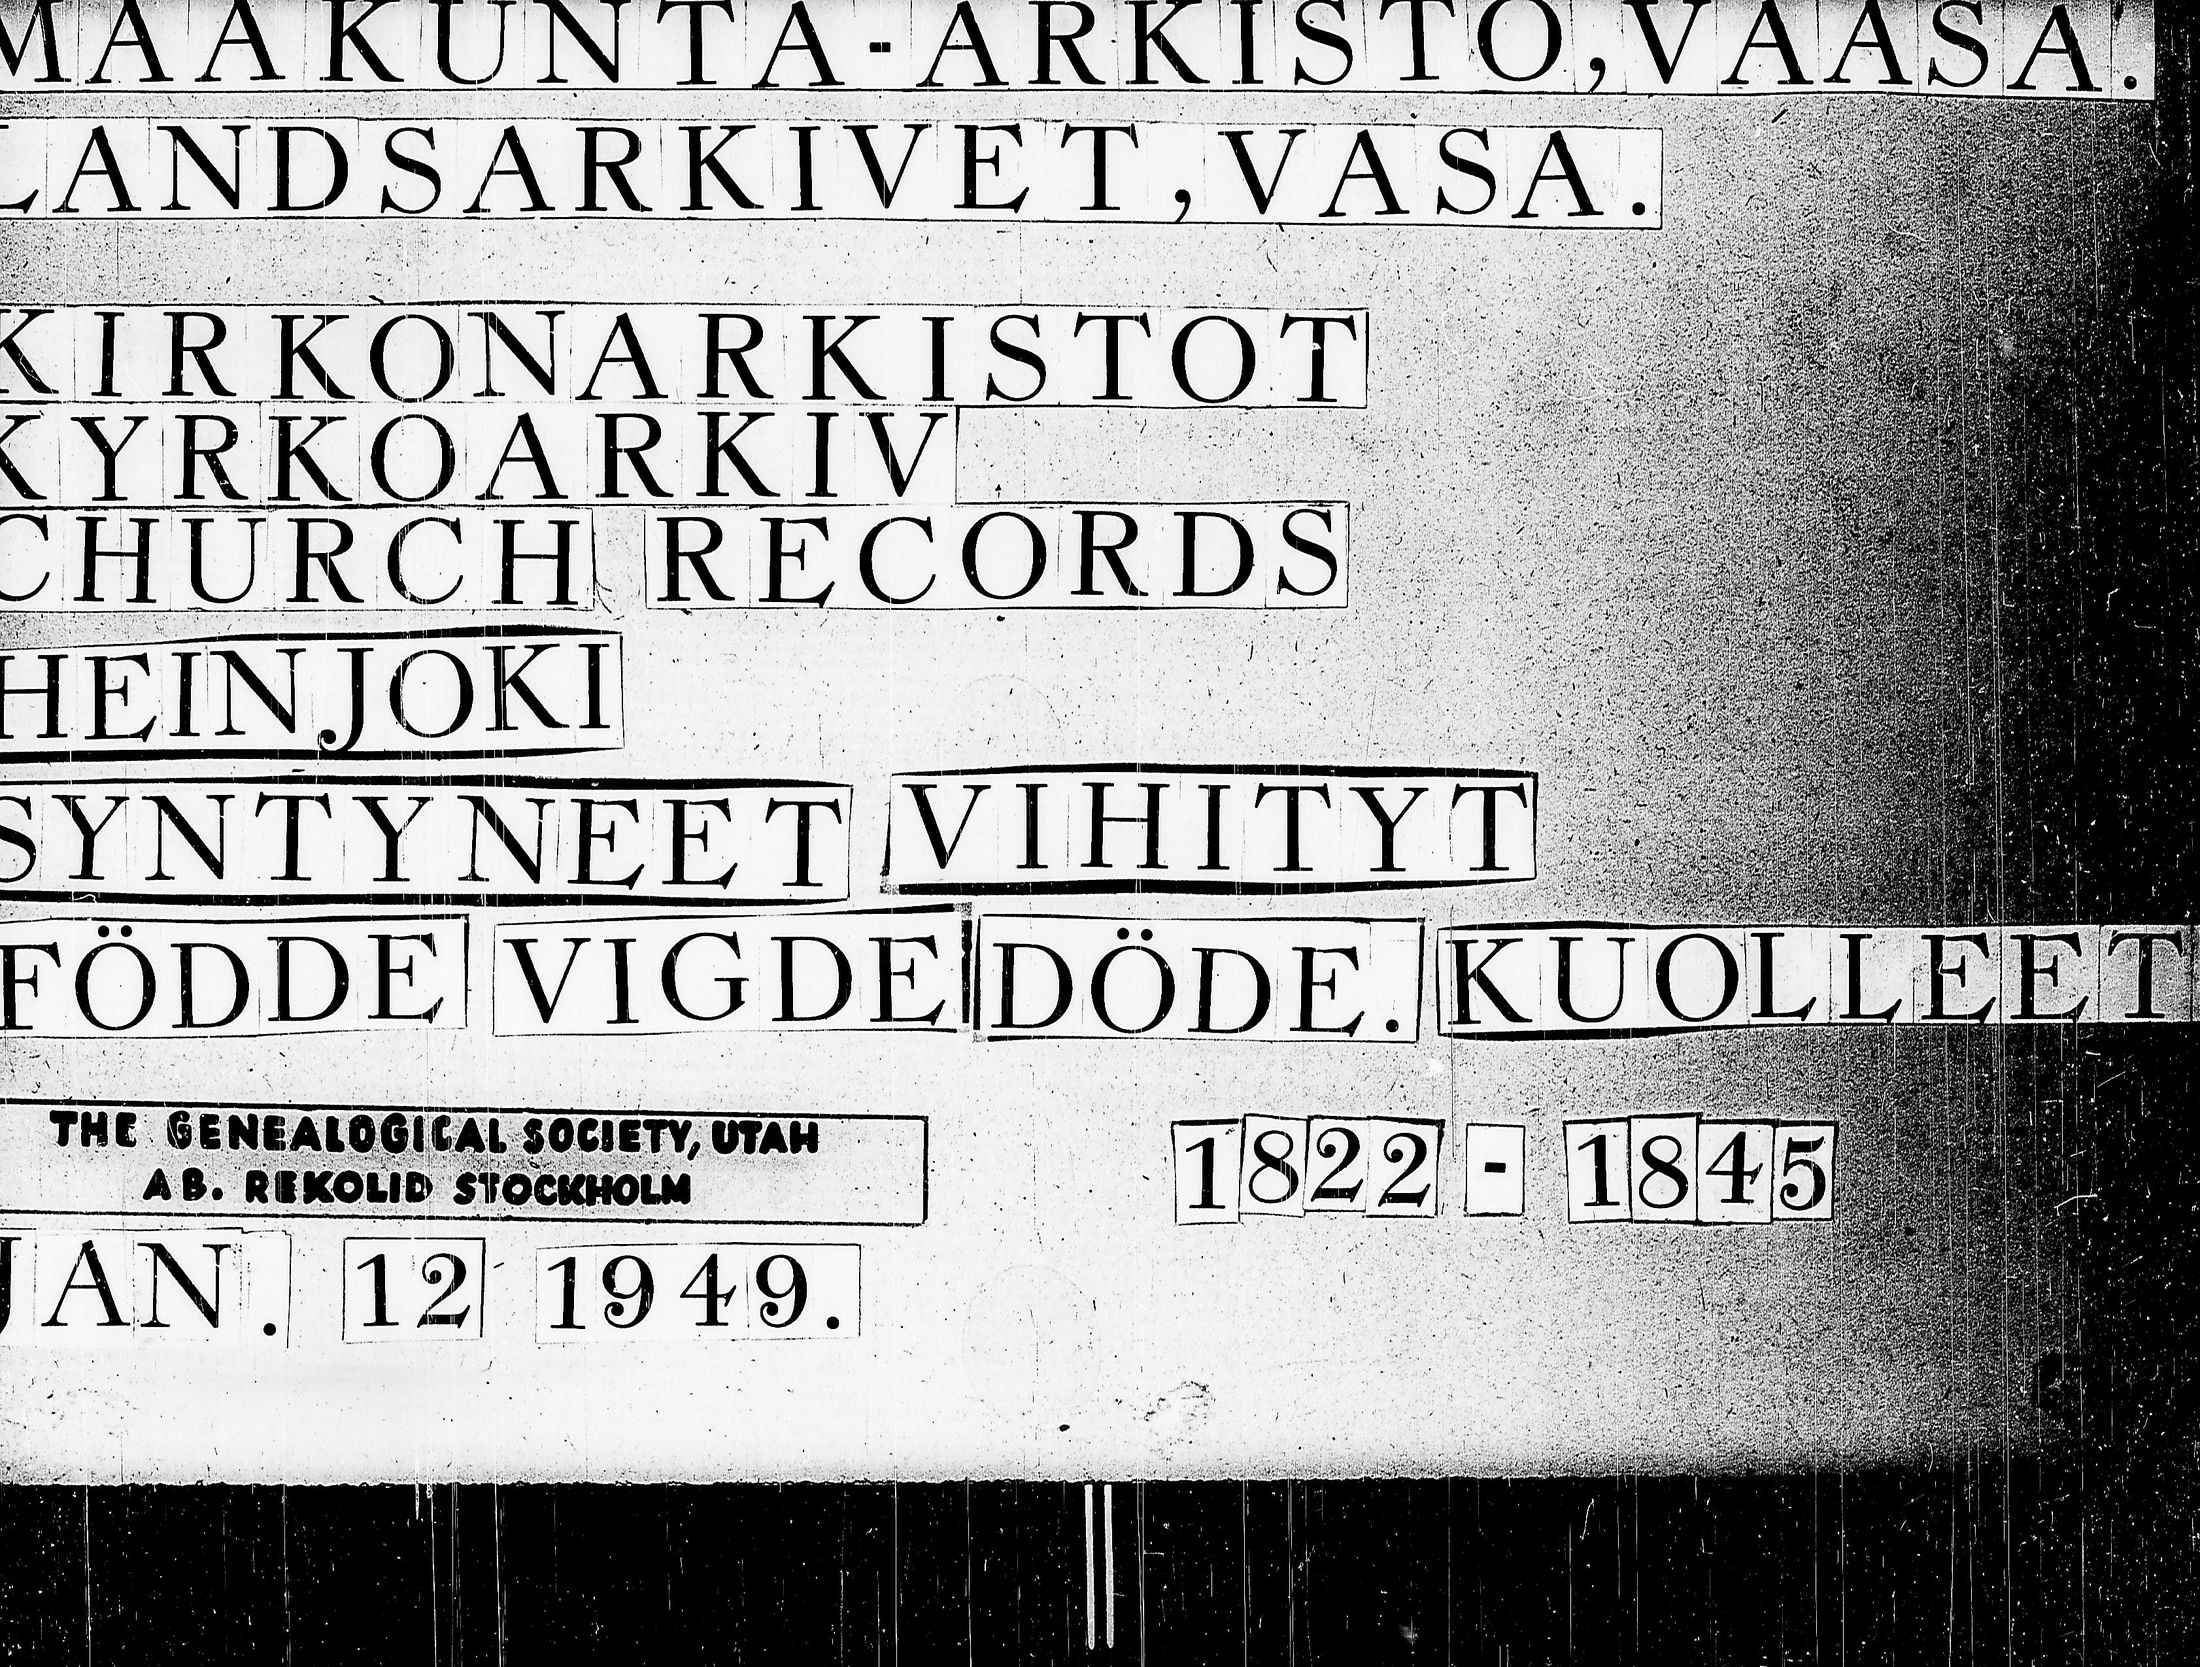 MAAKUNTA-ARKISTO, VAASA.
LANDSARKIVET, VASA.
KIRKONARKISTOT
KYRKOARKIV
CHURCH RECORDS
HEINJOKI
SYNTYNEET VIHITYT
FÖDDE VIGDE DÖDE. KUOLLEET
THE GENEALOGICAL SOCIETY, UTAH
AB. REKOLID STOCKHOLM
1822 - 1845
JAN. 12 1949.